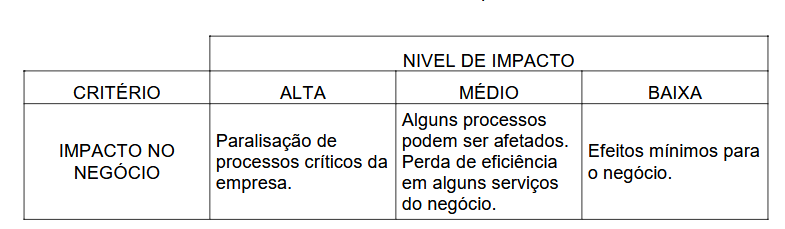 NIVEL DE IMPACTO
CRITÉRIO ALTA MÉDIO BAIXA
IMPACTO NO
NEGÓCIO
Paralisação de
processos críticos da
empresa.
Alguns processos
podem ser afetados.
Perda de eficiência
em alguns serviços
do negócio.
Efeitos mínimos para
o negócio.